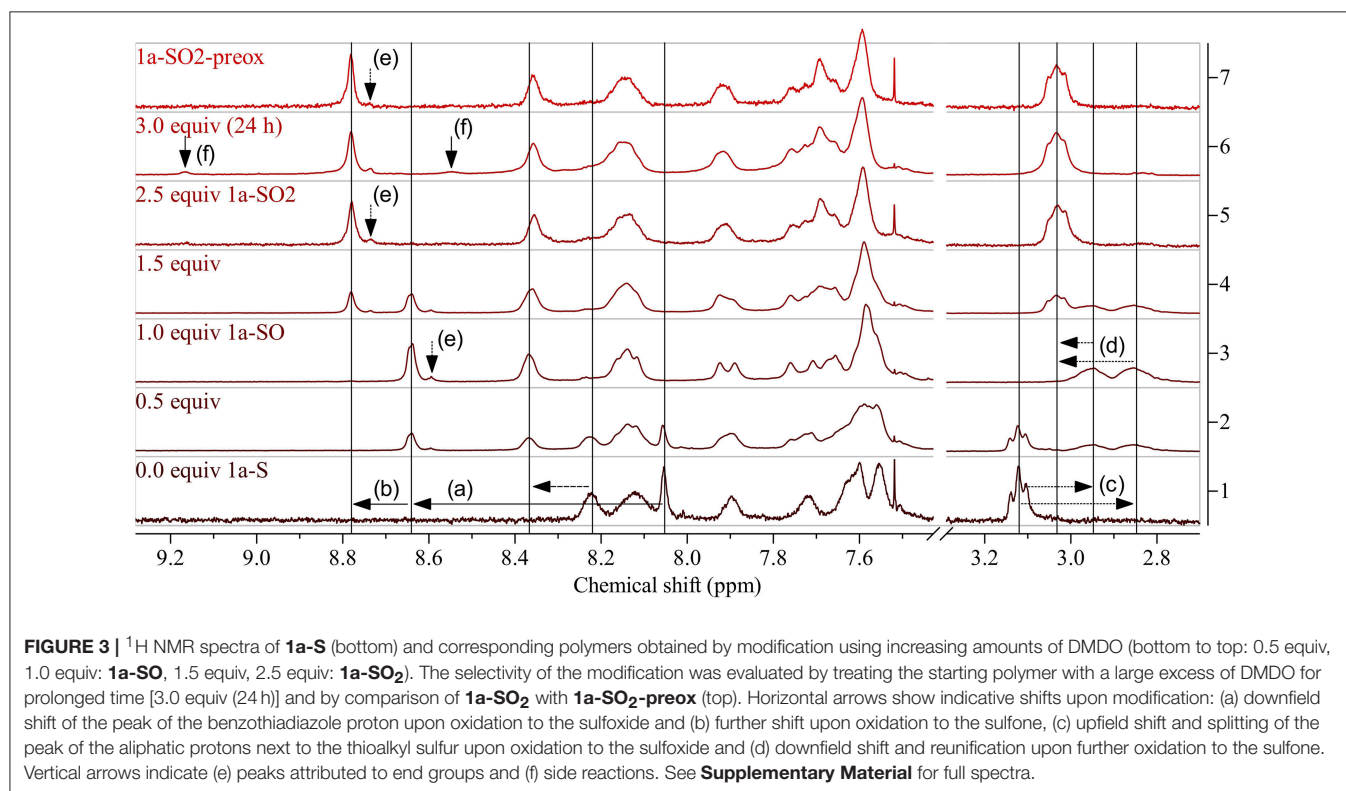 1a-SO2-preox
(e)
7
3.0 equiv (24 h)
(f)
(f)
6
2.5 equiv 1a-SO2
(e)
5
1.5 equiv
4
1.0 equiv 1a-SO
(e)
(d)
3
0.5 equiv
2
0.0 equiv 1a-S
(b)
(a)
(c)
1
9.2 9.0 8.8 8.6 8.4 8.2 8.0 7.8 7.6 3.2 3.0 2.8
Chemical shift (ppm)
FIGURE 3 | ¹H NMR spectra of 1a-S (bottom) and corresponding polymers obtained by modification using increasing amounts of DMDO (bottom to top: 0.5 equiv,
1.0 equiv: 1a-SO, 1.5 equiv, 2.5 equiv: 1a-SO₂). The selectivity of the modification was evaluated by treating the starting polymer with a large excess of DMDO for
prolonged time [3.0 equiv (24 h)] and by comparison of 1a-SO₂ with 1a-SO₂-preox (top). Horizontal arrows show indicative shifts upon modification: (a) downfield
shift of the peak of the benzothiadiazole proton upon oxidation to the sulfoxide and (b) further shift upon oxidation to the sulfone, (c) upfield shift and splitting of the
peak of the aliphatic protons next to the thioalkyl sulfur upon oxidation to the sulfoxide and (d) downfield shift and reunification upon further oxidation to the sulfone.
Vertical arrows indicate (e) peaks attributed to end groups and (f) side reactions. See Supplementary Material for full spectra.